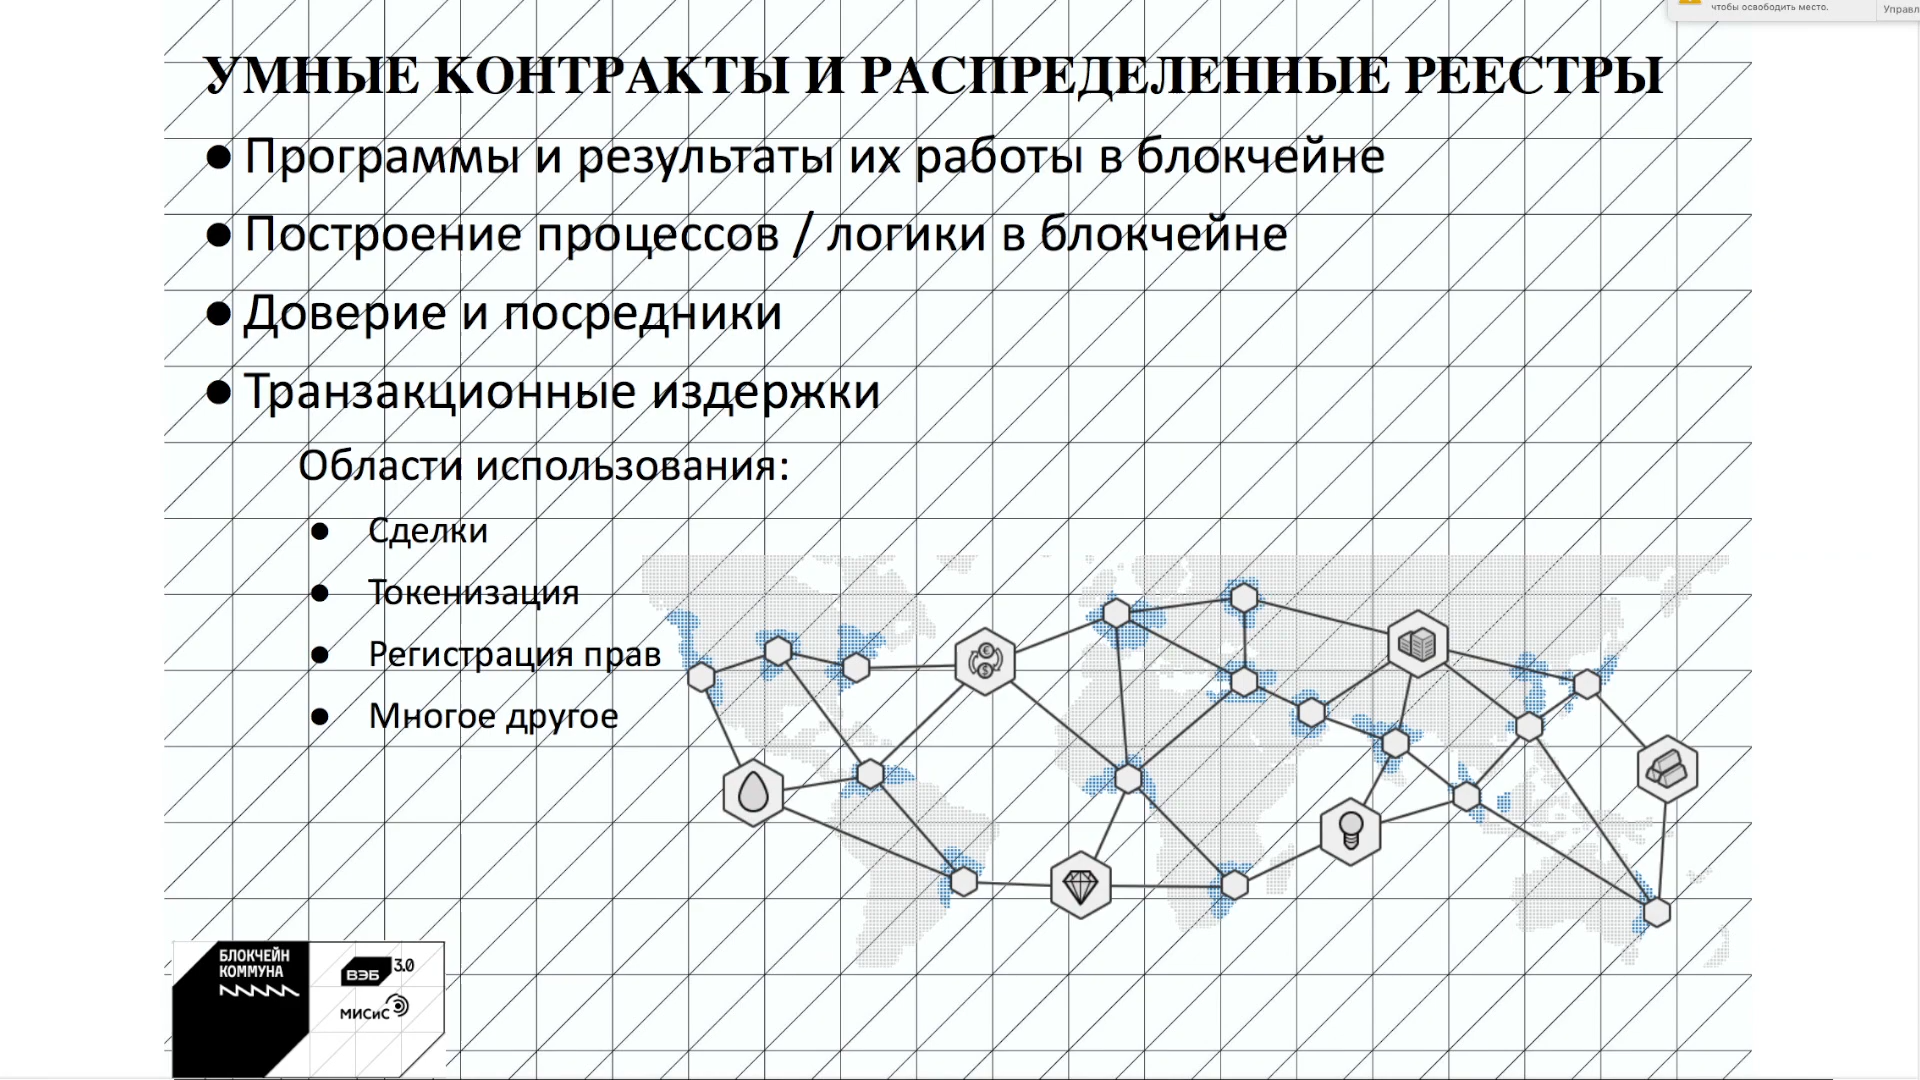 чтобы освободить место.
УМНЫЕ КОНТРАКТЫ И РАСПРЕДЕЛЕННЫЕ РЕЕСТРЫ
● Программы и результаты их работы в блокчейне
● Построение процессов / логики в блокчейне
● Доверие и посредники
● Транзакционные издержки
Области использования:
● Сделки
● Токенизация
● Регистрация прав
● Многое другое
БЛОКЧЕЙН
КОММУНА
ВЭБ 3.0
МИСИС